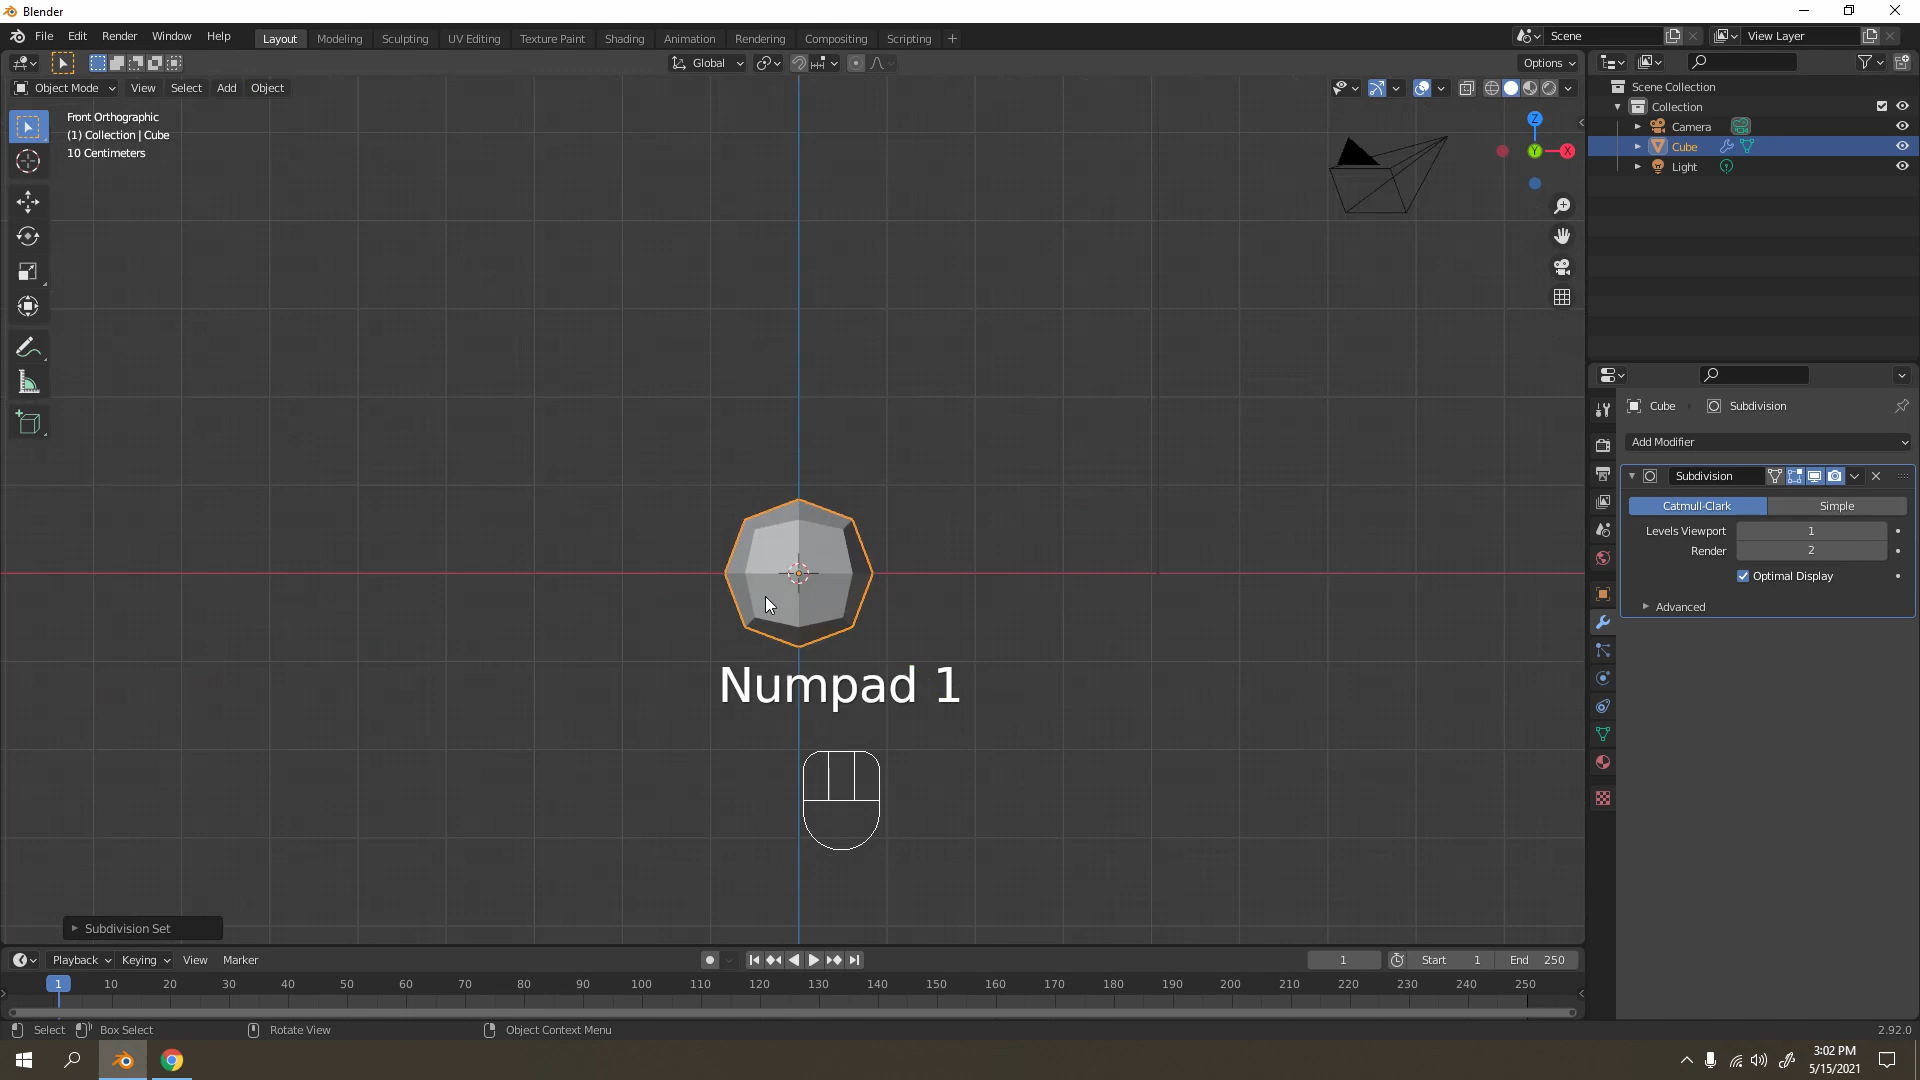 Blender
File Edit Render Window Help
Layout Modeling Sculpting UV Editing Texture Paint Shading Animation Rendering Compositing Scripting
Scene
View Layer
Global
Options
Object Mode View Select Add Object
Front Orthographic
(1) Collection | Cube
10 Centimeters
Z
Y
X
Scene Collection
Collection
Camera
Cube
Light
Cube Subdivision
Add Modifier
Subdivision
Catmull-Clark Simple
Levels Viewport 1
Render 2
Optimal Display
Advanced
Numpad 1
Subdivision Set
Playback Keying View Marker
1 Start 1 End 250
1 10 20 30 40 50 60 70 80 90 100 110 120 130 140 150 160 170 180 190 200 210 220 230 240 250
Select Box Select Rotate View Object Context Menu 2.92.0
3:02 PM
5/15/2021